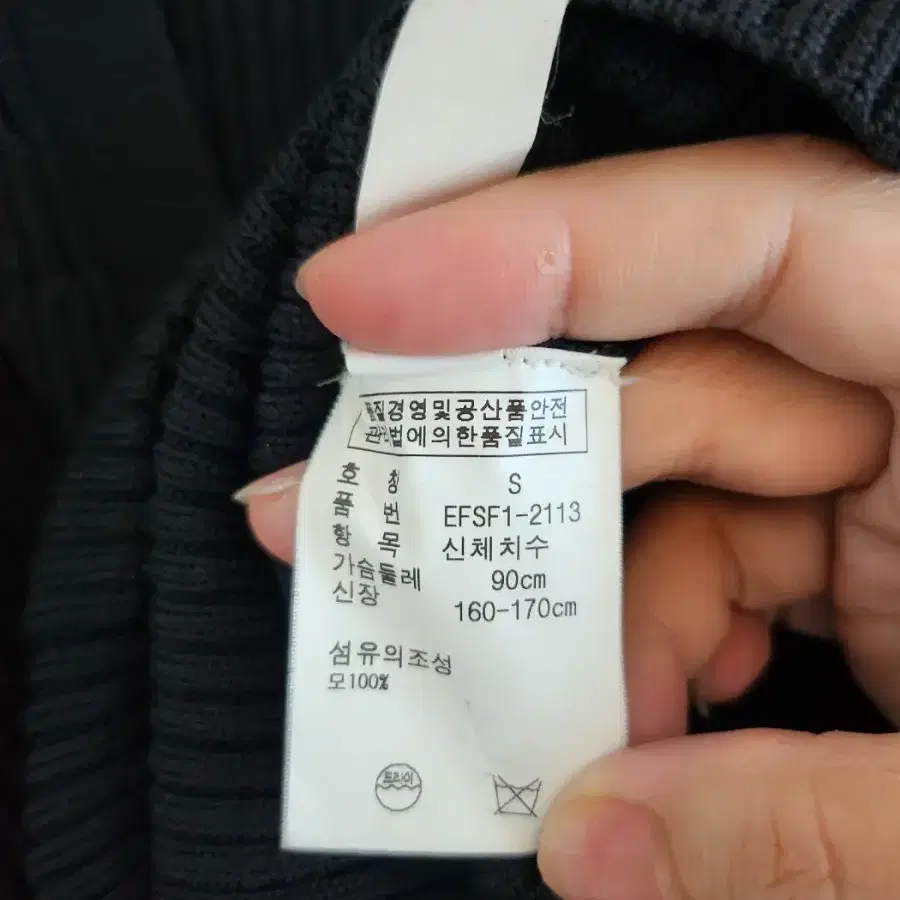 품질경영및공산품안전
관리법에의한품질표시
호 칭 S
품 번 EFSF1-2113
항 목 신체치수
가슴둘레 90cm
신장 160-170cm
섬유의조성
모100%
드라이